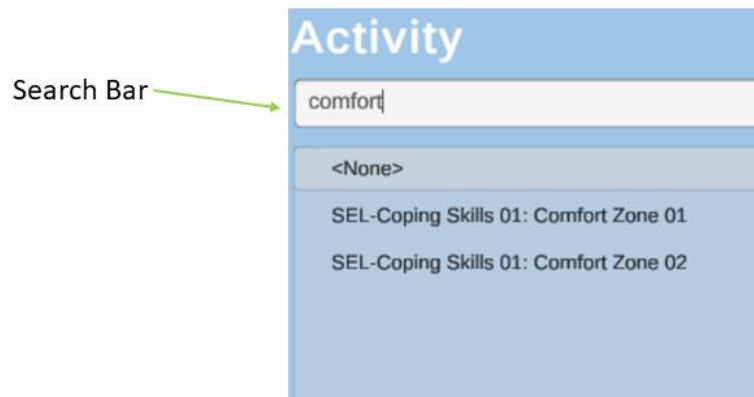 Activity
Search Bar
comfort
<None>
SEL-Coping Skills 01: Comfort Zone 01
SEL-Coping Skills 01: Comfort Zone 02